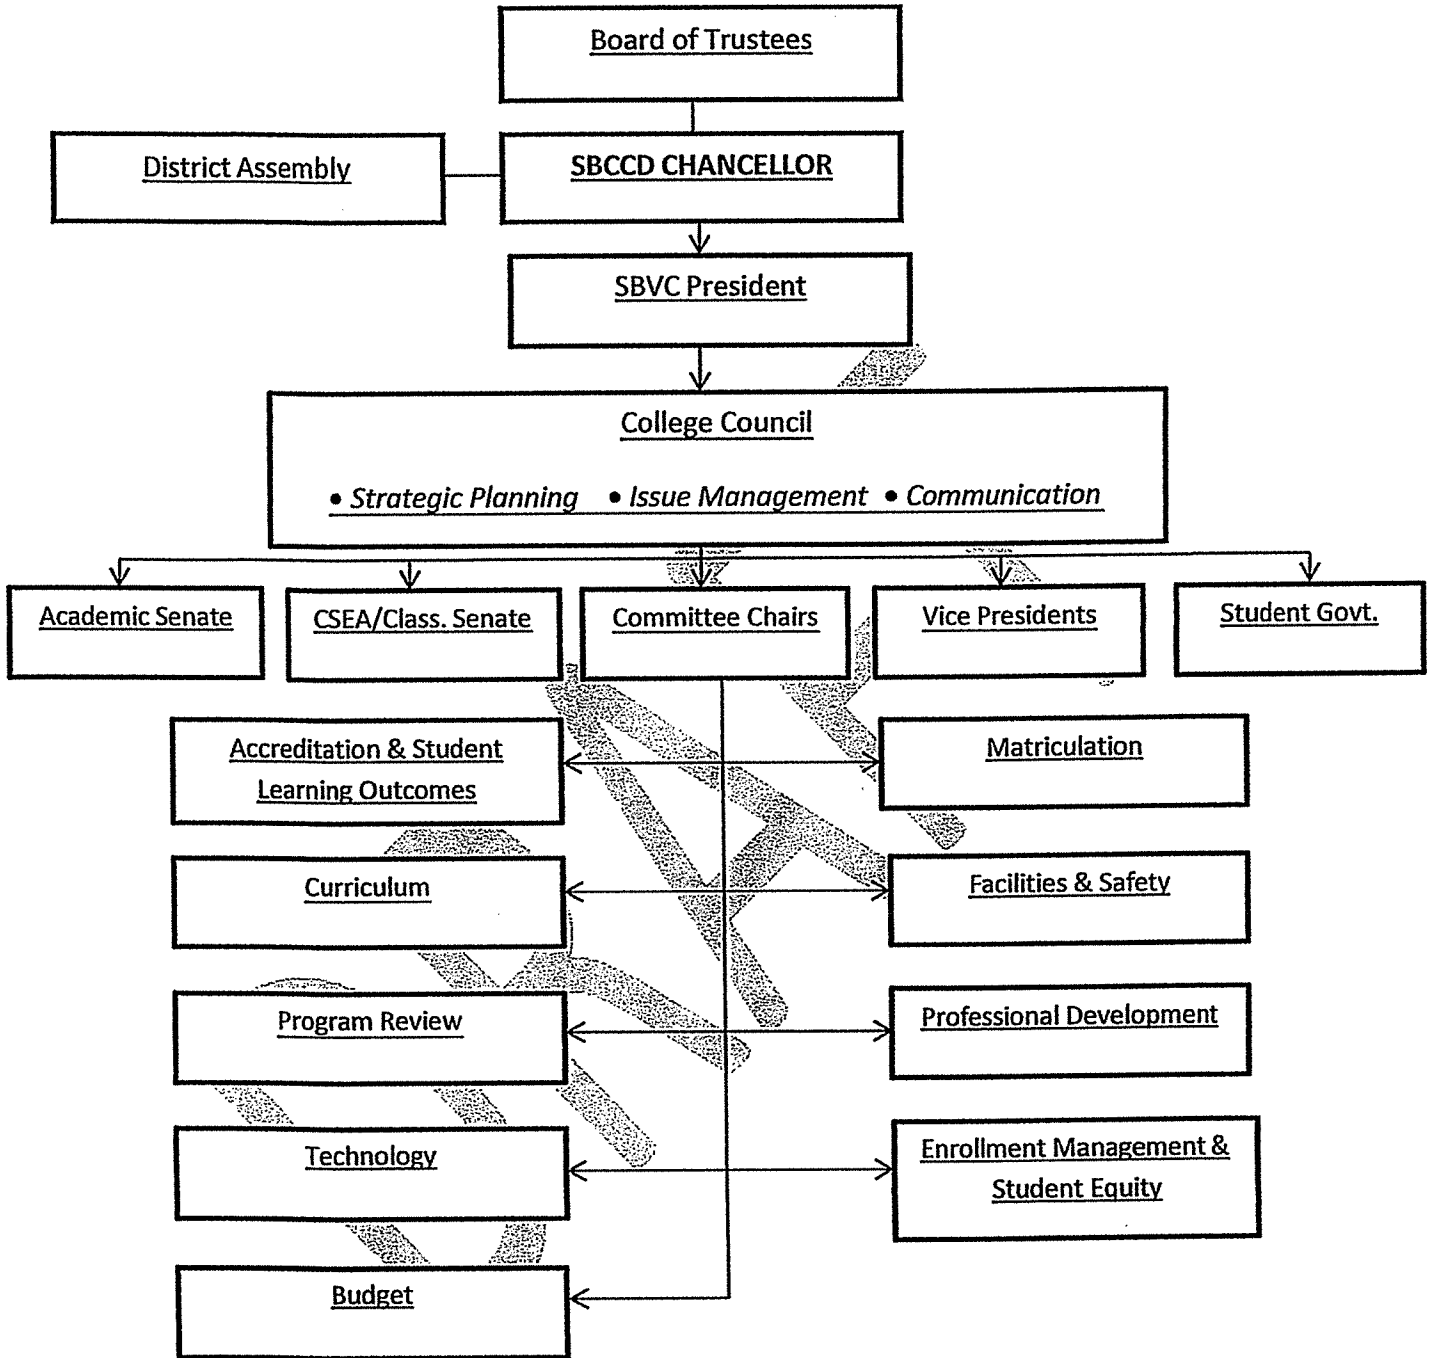 Board of Trustees
District Assembly
SBCCD CHANCELLOR
SBVC President
College Council
• Strategic Planning • Issue Management • Communication
Academic Senate
CSEA/Class. Senate
Committee Chairs
Vice Presidents
Student Govt.
Accreditation & Student
Learning Outcomes
Matriculation
Curriculum
Facilities & Safety
Program Review
Professional Development
Technology
Enrollment Management &
Student Equity
Budget
DRAFT